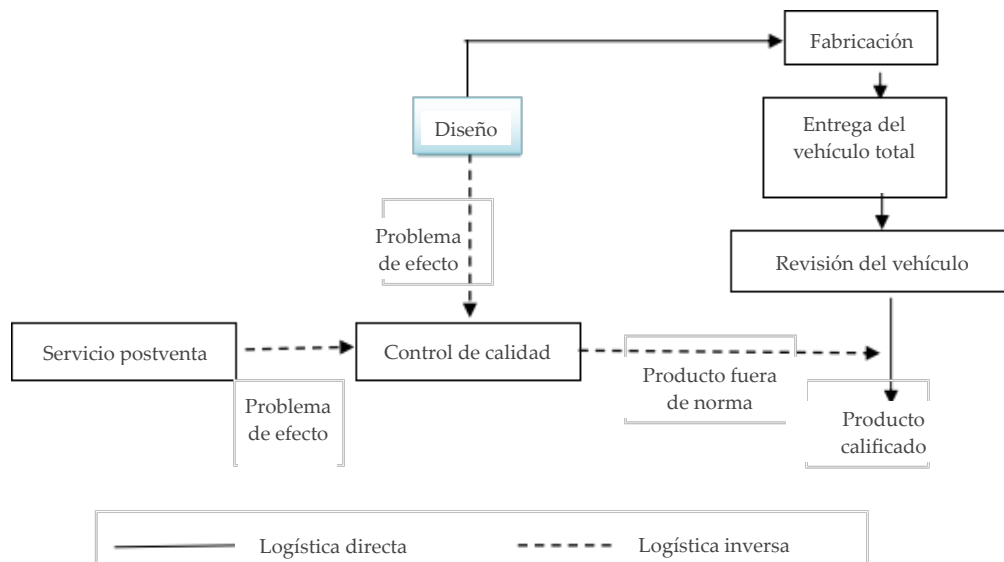 Fabricación
Diseño
Entrega del
vehículo total
Problema
de efecto
Revisión del vehículo
Servicio postventa
Control de calidad
Problema
de efecto
Producto fuera
de norma
Producto
calificado
Logística directa
Logística inversa